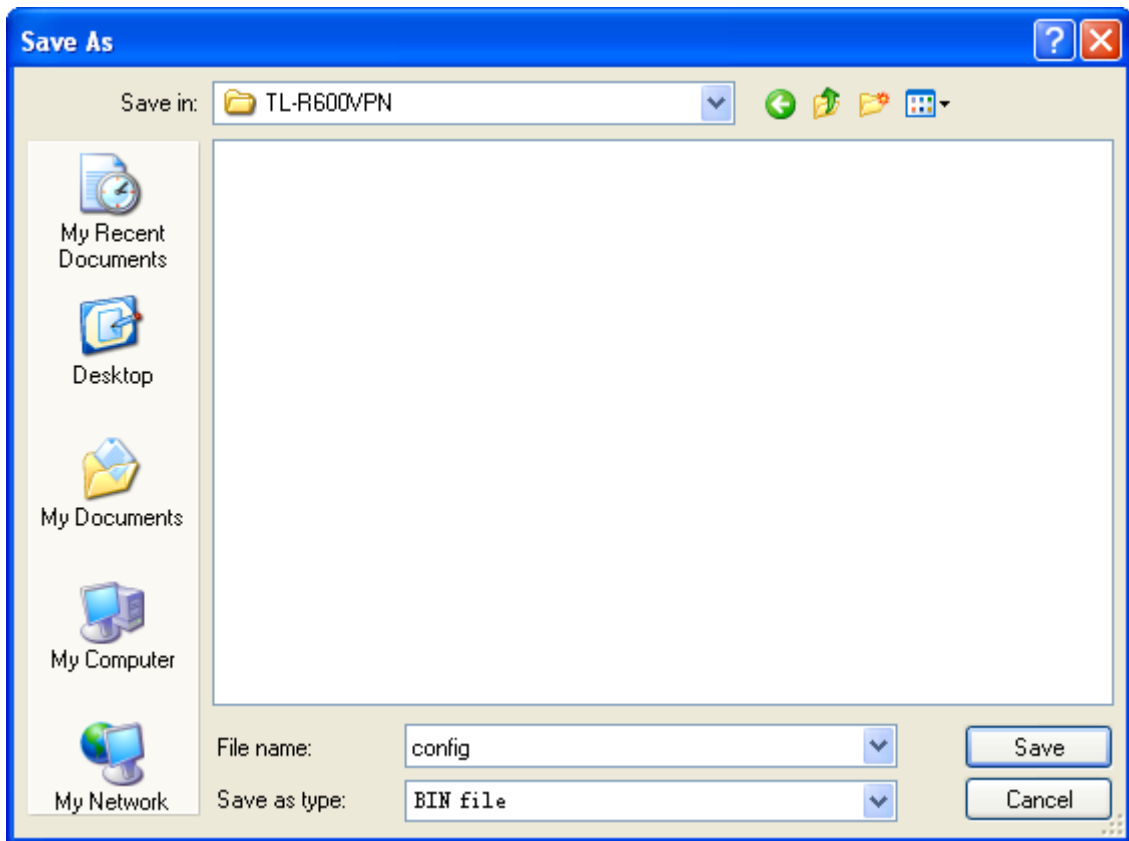 Save As
Save in: TL-R600VPN
My Recent
Documents
Desktop
My Documents
My Computer
My Network
File name: config Save
Save as type: BIN file Cancel